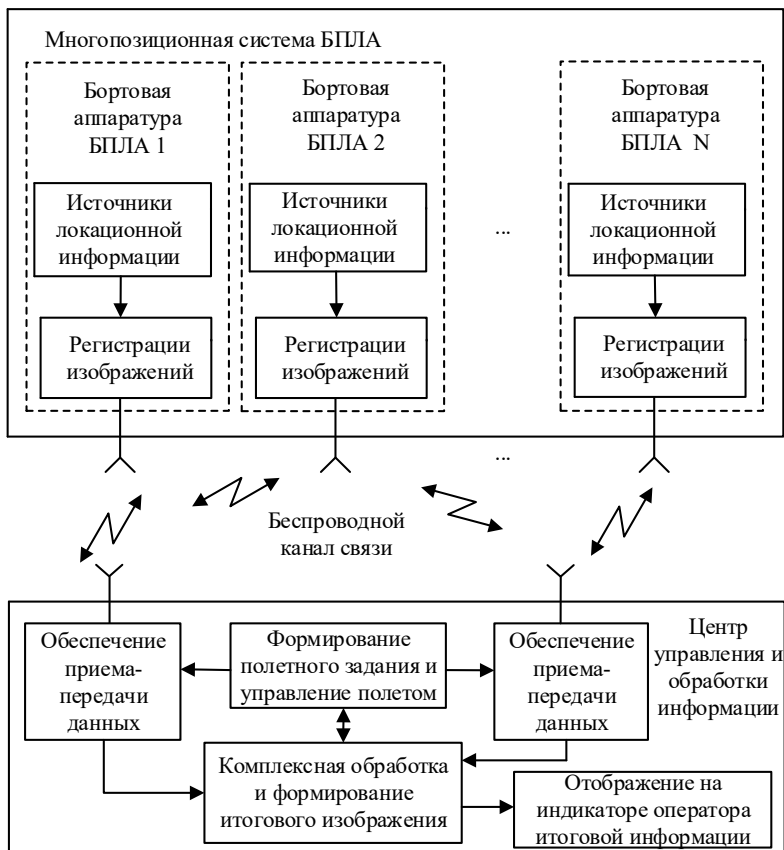 Многопозиционная система БПЛА
Бортовая
аппаратура
БПЛА 1
Бортовая
аппаратура
БПЛА 2
Бортовая
аппаратура
БПЛА N
Источники
локационной
информации
Источники
локационной
информации
...
Источники
локационной
информации
Регистрации
изображений
Регистрации
изображений
Регистрации
изображений
...
Беспроводной
канал связи
Обеспечение
приема-
передачи
данных
Формирование
полетного задания и
управление полетом
Обеспечение
приема-
передачи
данных
Центр
управления и
обработки
информации
Комплексная обработка
и формирование
итогового изображения
Отображение на
индикаторе оператора
итоговой информации